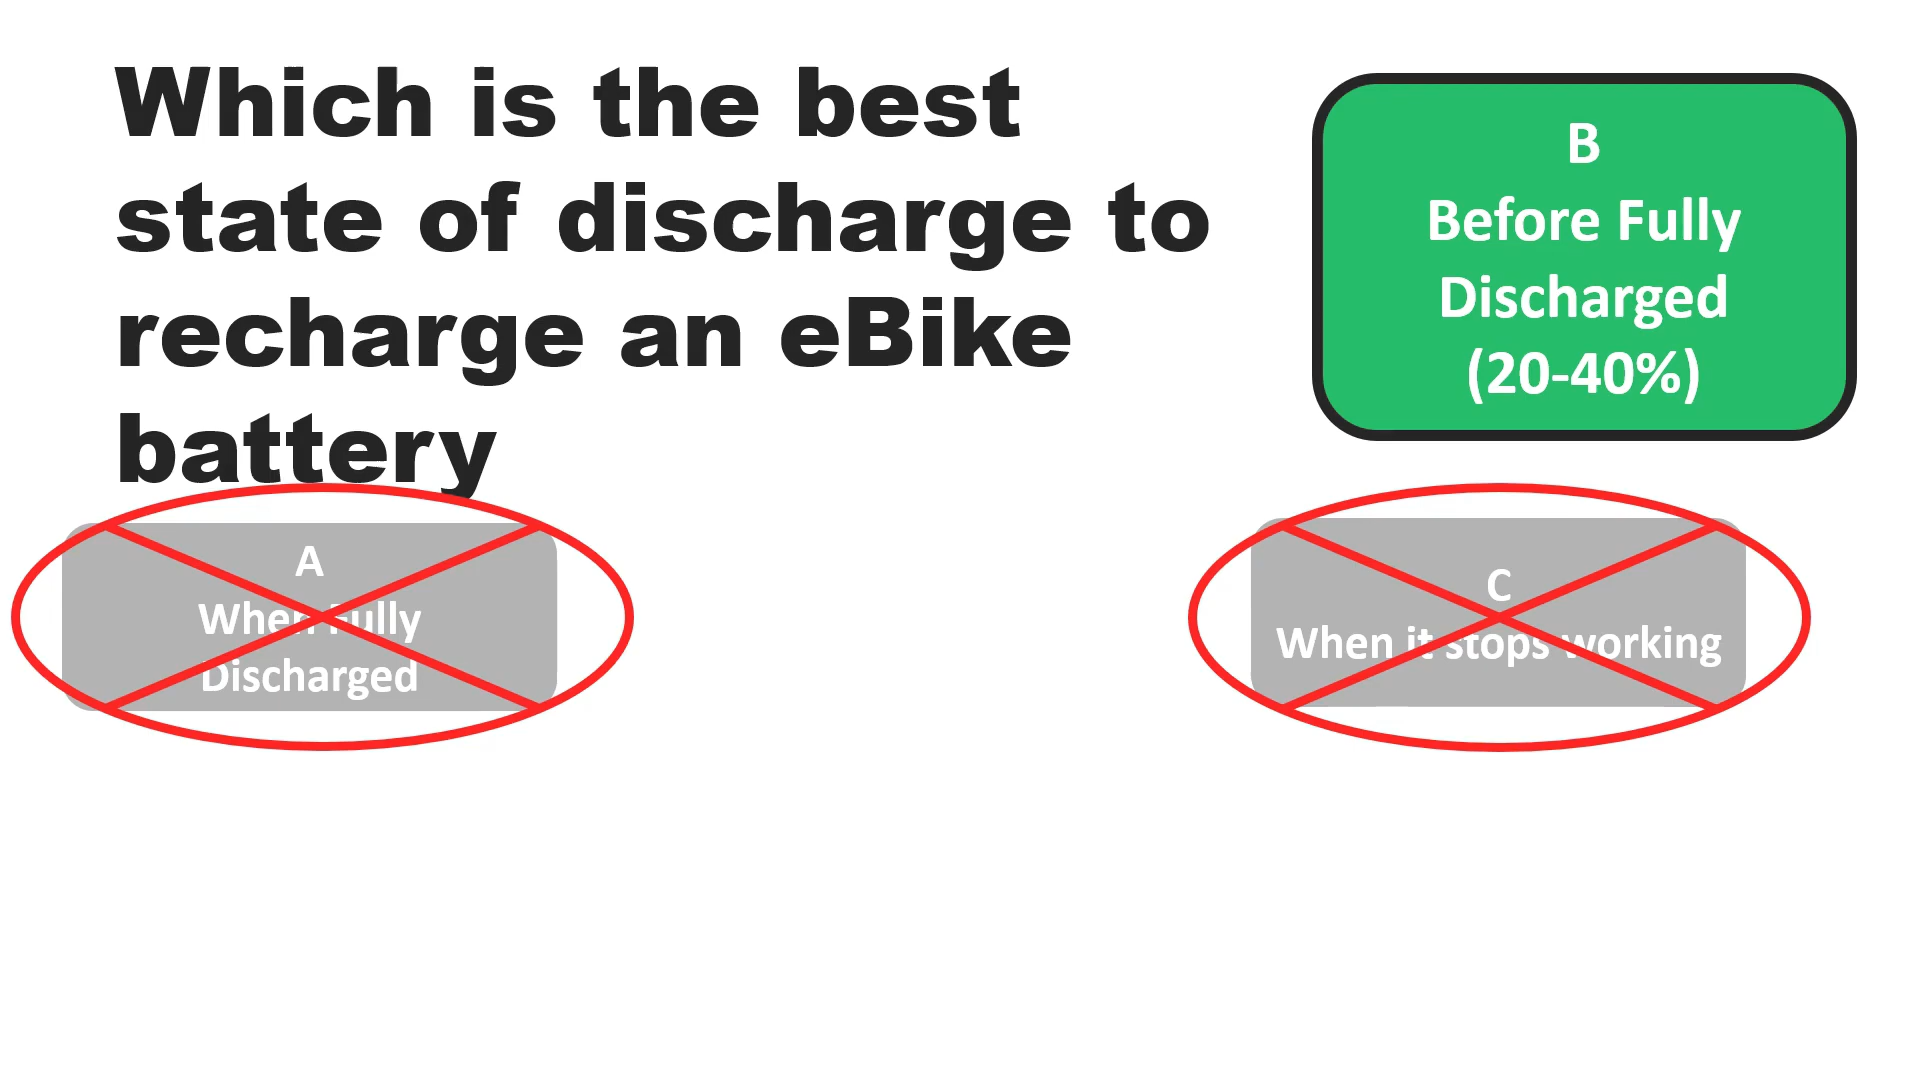 Which is the best
state of discharge to
recharge an eBike
battery
B
Before Fully
Discharged
(20-40%)
A
When Fully
Discharged
C
When it stops working